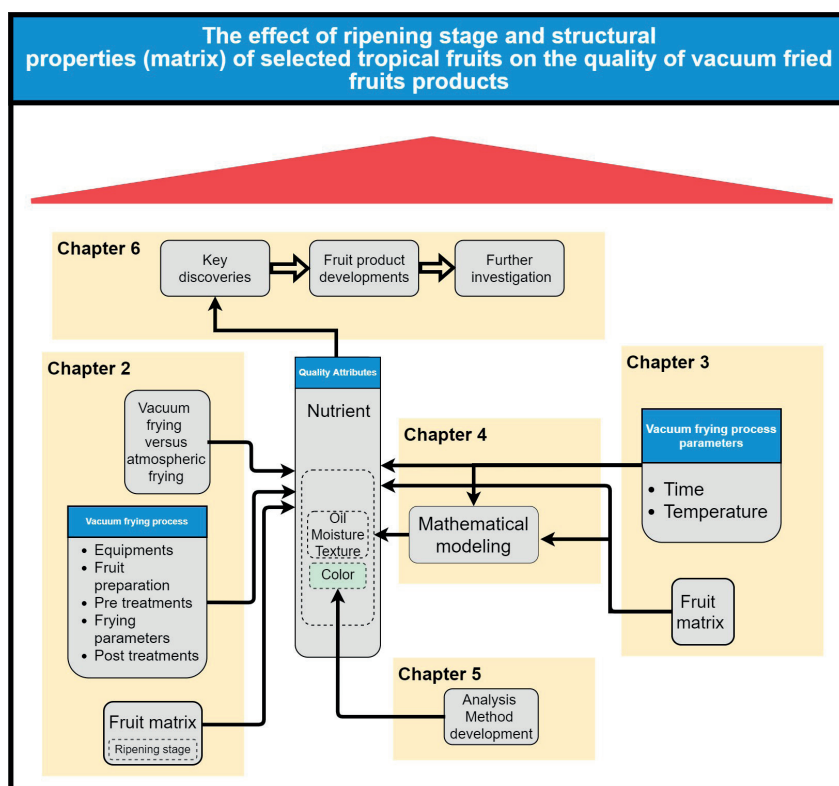 The effect of ripening stage and structural
properties (matrix) of selected tropical fruits on the quality of vacuum fried
fruits products
Chapter 6
Key
discoveries
Fruit product
developments
Further
investigation
Chapter 2
Vacuum
frying
versus
atmospheric
frying
Vacuum frying process
• Equipments
• Fruit
preparation
• Pre treatments
• Frying
parameters
• Post treatments
Fruit matrix
Ripening stage
Quality Attributes
Nutrient
Oil
Moisture
Texture
Color
Chapter 4
Mathematical
modeling
Chapter 3
Vacuum frying process
parameters
• Time
• Temperature
Fruit
matrix
Chapter 5
Analysis
Method
development